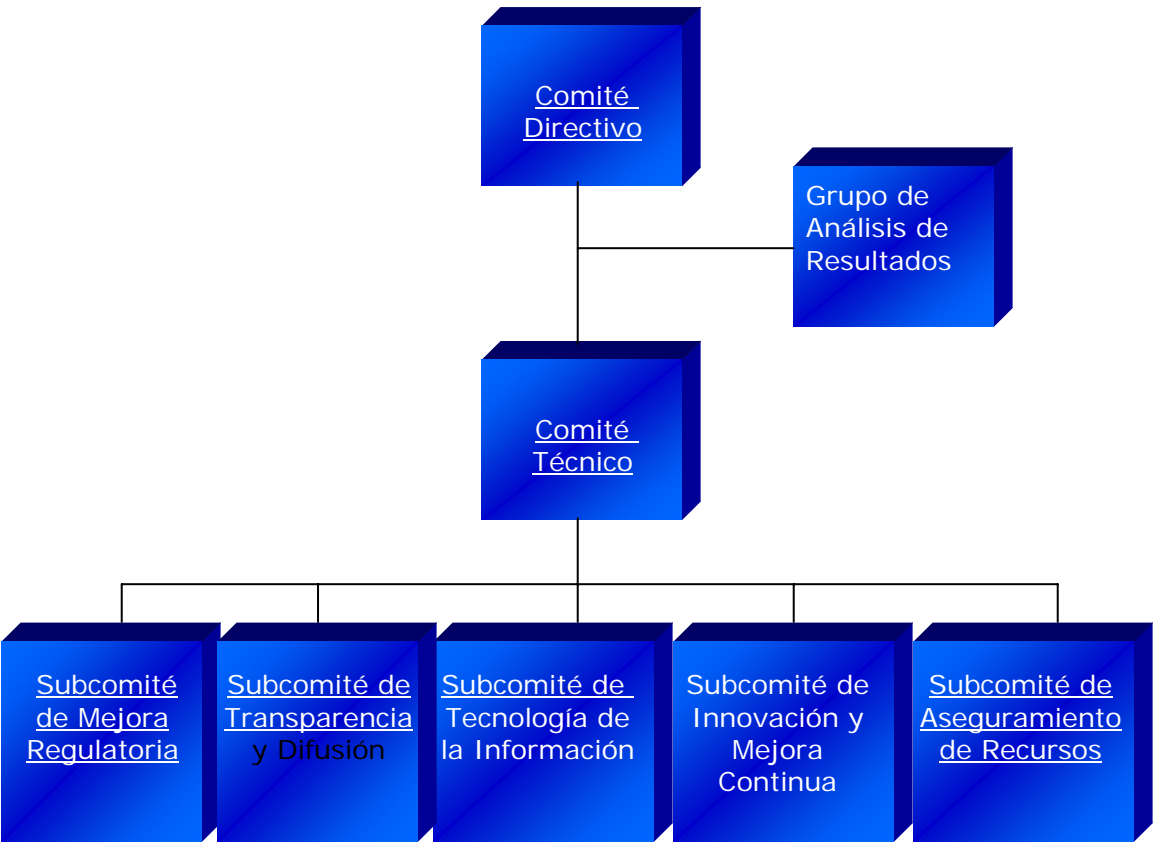 Comité
Directivo
Grupo de
Análisis de
Resultados
Comité
Técnico
Subcomité
de Mejora
Regulatoria
Subcomité de
Transparencia
y Difusión
Subcomité de
Tecnología de
la Información
Subcomité de
Innovación y
Mejora
Continua
Subcomité de
Aseguramiento
de Recursos